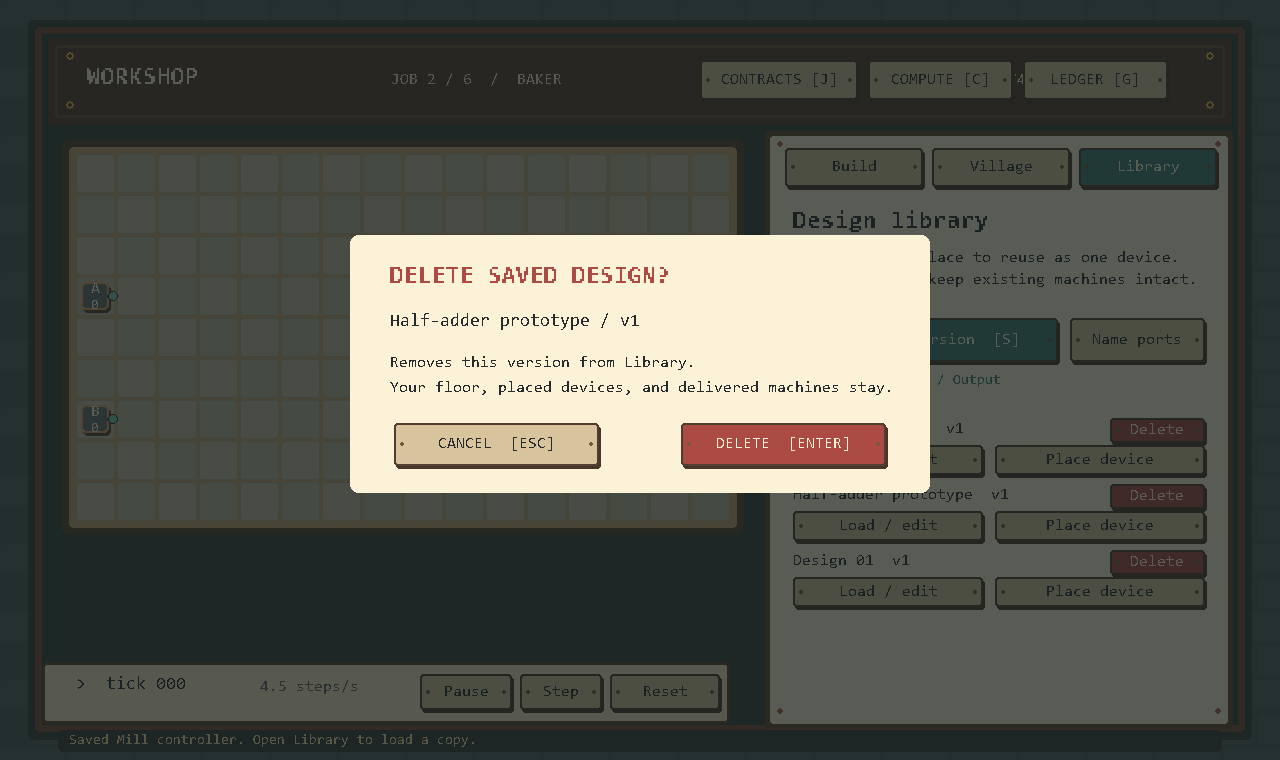 WORKSHOP
JOB 2 / 6 / BAKER
CONTRACTS [J]
COMPUTE [C]
LEDGER [G]
Build
Village
Library
Design library
lace to reuse as one device.
keep existing machines intact.
rsion [S]
Name ports
/ Output
v1
Delete
Place device
Half-adder prototype v1
Delete
Load / edit
Place device
Design 01 v1
Delete
Load / edit
Place device
A
0
B
0
DELETE SAVED DESIGN?
Half-adder prototype / v1
Removes this version from Library.
Your floor, placed devices, and delivered machines stay.
CANCEL [ESC]
DELETE [ENTER]
> tick 000
4.5 steps/s
Pause
Step
Reset
Saved Mill controller. Open Library to load a copy.